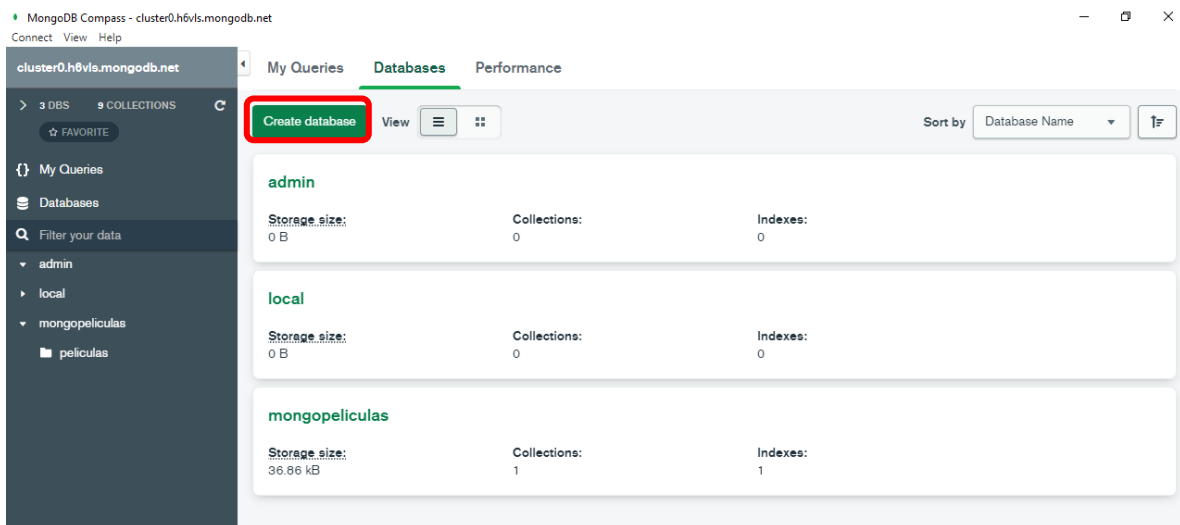 MongoDB Compass - cluster0.h6vls.mongodb.net
Connect View Help
cluster0.h6vls.mongodb.net
3 DBS 9 COLLECTIONS
FAVORITE
{} My Queries
Databases
Filter your data
admin
local
mongopeliculas
peliculas
My Queries Databases Performance
Create database View Sort by Database Name
admin
Storage size: Collections: Indexes:
0 B 0 0
local
Storage size: Collections: Indexes:
0 B 0 0
mongopeliculas
Storage size: Collections: Indexes:
36.86 kB 1 1